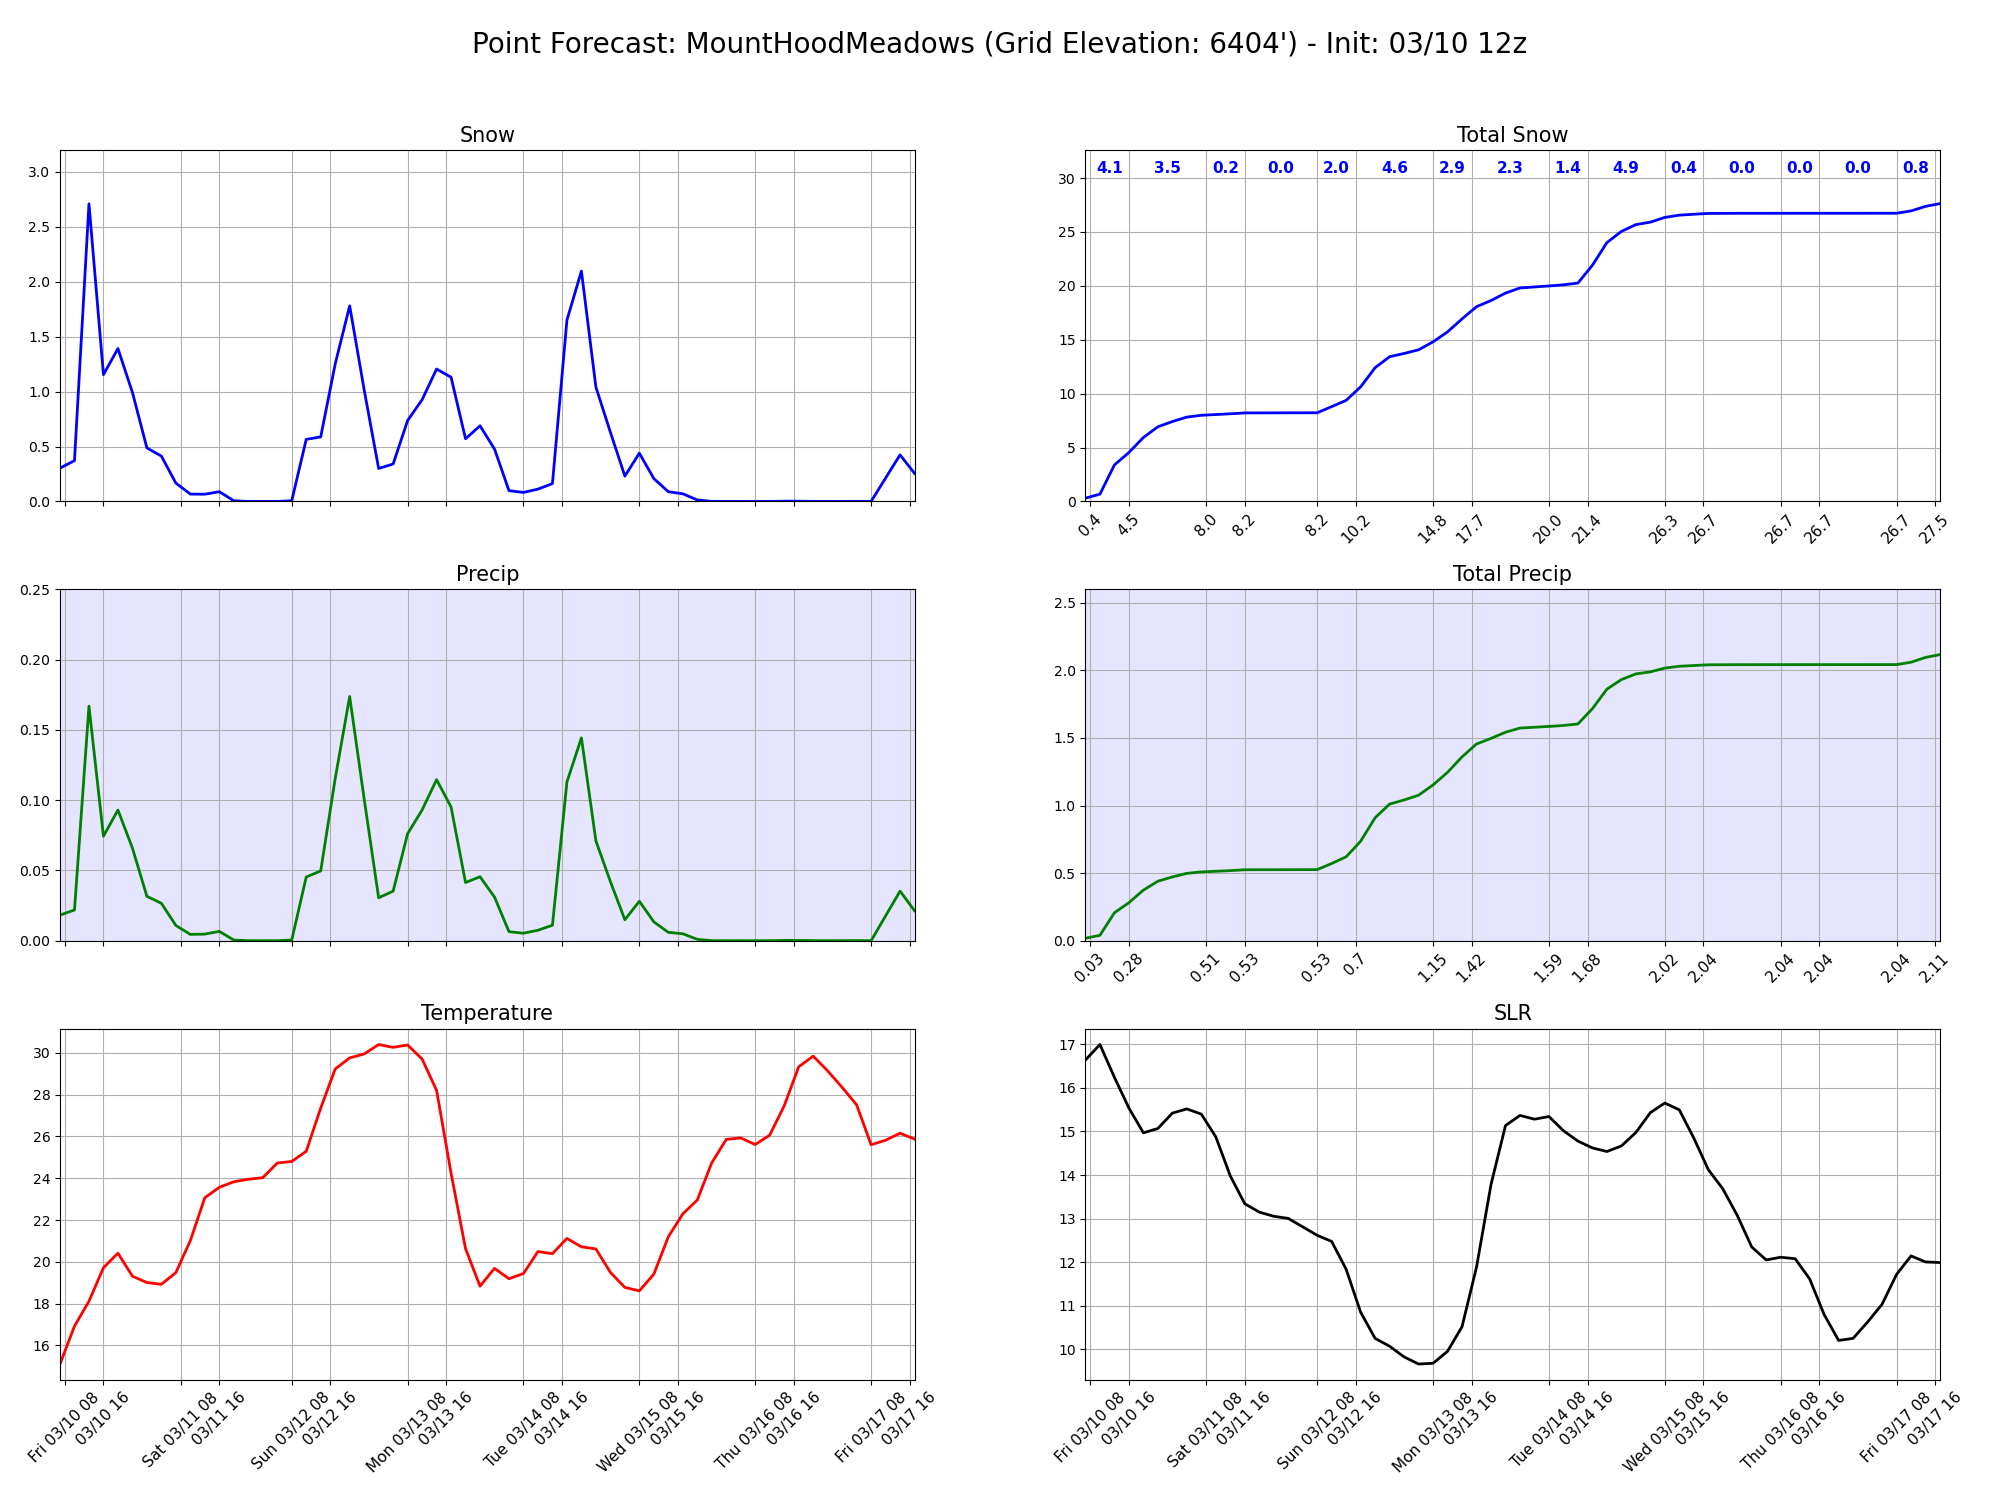 Point Forecast: MountHoodMeadows (Grid Elevation: 6404') - Init: 03/10 12z
Snow
3.0
2.5
2.0
1.5
1.0
0.5
0.0
Total Snow
4.1 3.5 0.2 0.0 2.0 4.6 2.9 2.3 1.4 4.9 0.4 0.0 0.0 0.0 0.8
30
25
20
15
10
5
0
0.4 4.5 8.0 8.2 8.2 10.2 14.8 17.7 20.0 21.4 26.3 26.7 26.7 26.7 26.7 27.5
Precip
0.25
0.20
0.15
0.10
0.05
0.00
Total Precip
2.5
2.0
1.5
1.0
0.5
0.0
0.03 0.28 0.51 0.53 0.53 0.7 1.15 1.42 1.59 1.68 2.02 2.04 2.04 2.04 2.04 2.11
Temperature
30
28
26
24
22
20
18
16
Fri 03/10 08
03/10 16
Sat 03/11 08
03/11 16
Sun 03/12 08
03/12 16
Mon 03/13 08
03/13 16
Tue 03/14 08
03/14 16
Wed 03/15 08
03/15 16
Thu 03/16 08
03/16 16
Fri 03/17 08
03/17 16
SLR
17
16
15
14
13
12
11
10
Fri 03/10 08
03/10 16
Sat 03/11 08
03/11 16
Sun 03/12 08
03/12 16
Mon 03/13 08
03/13 16
Tue 03/14 08
03/14 16
Wed 03/15 08
03/15 16
Thu 03/16 08
03/16 16
Fri 03/17 08
03/17 16